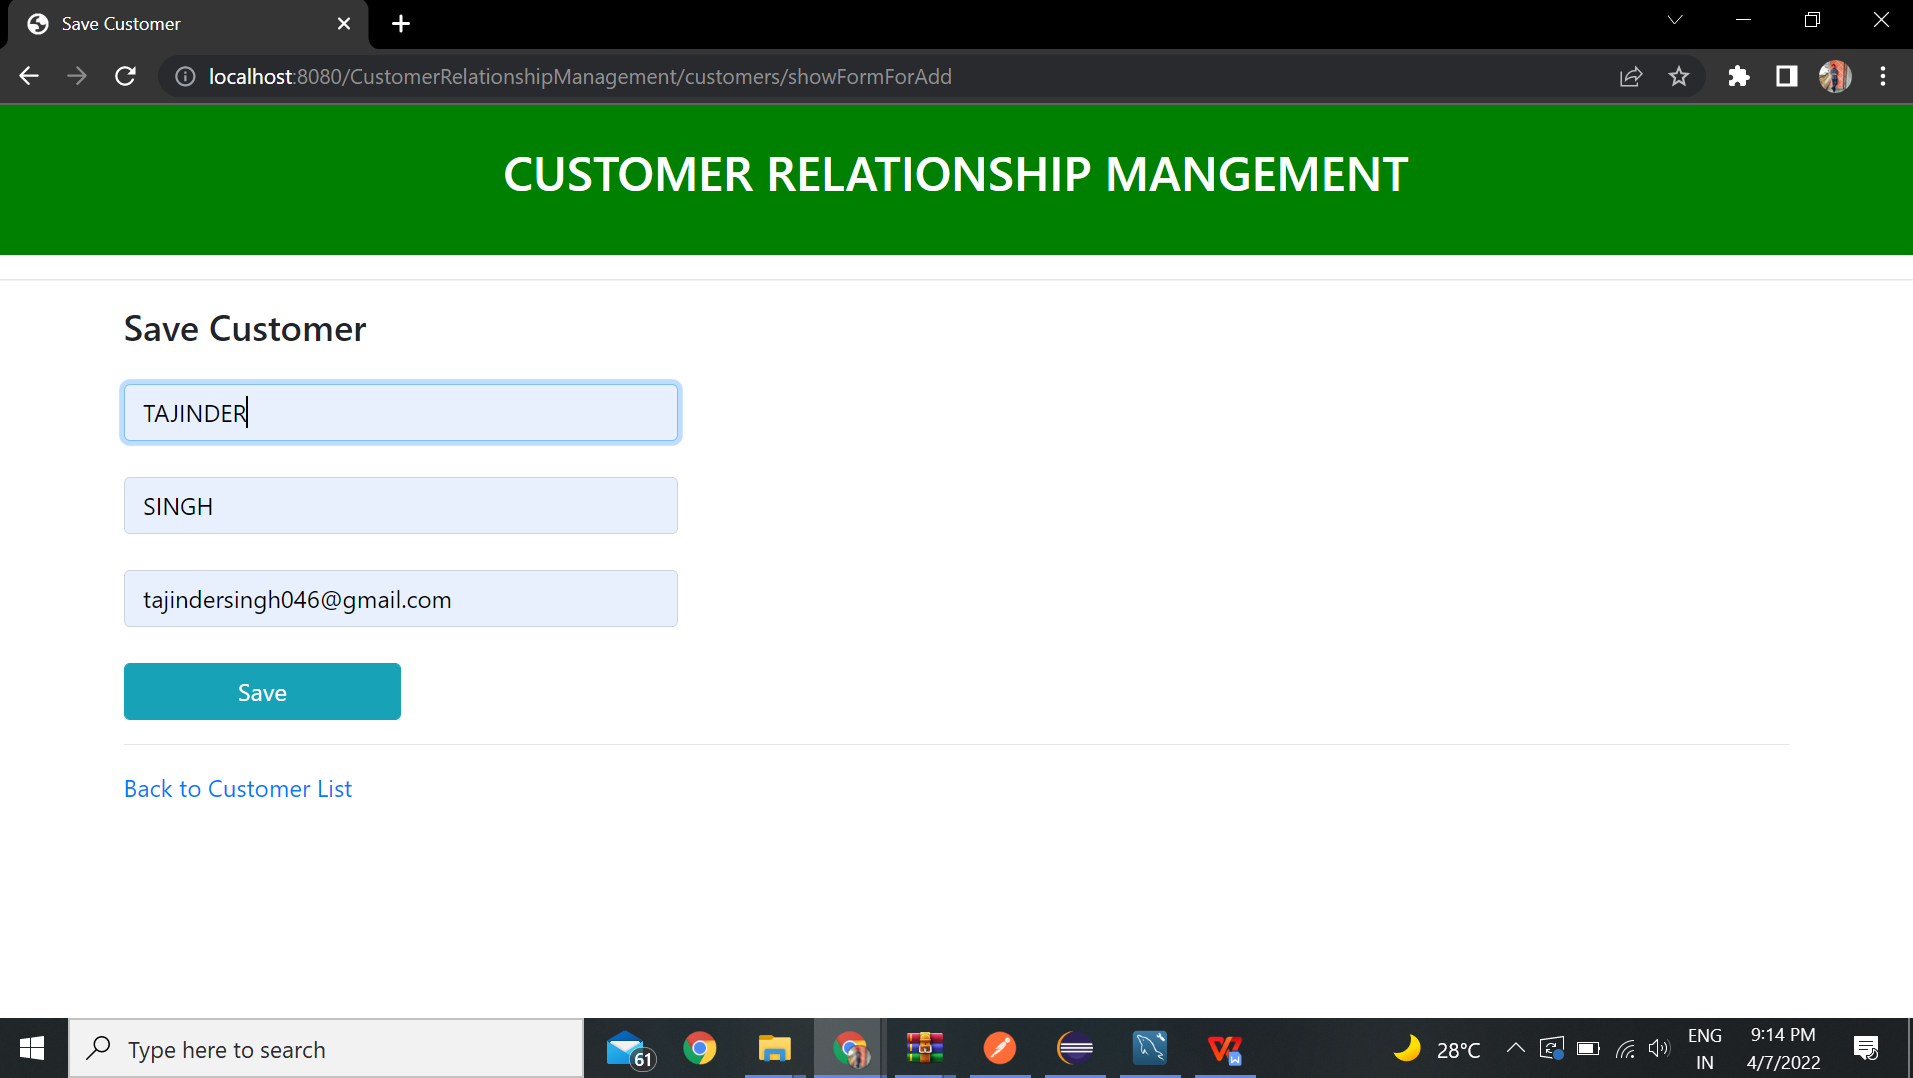 Save Customer
localhost:8080/CustomerRelationshipManagement/customers/showFormForAdd
CUSTOMER RELATIONSHIP MANGEMENT
Save Customer
TAJINDER
SINGH
tajindersingh046@gmail.com
Save
Back to Customer List
Type here to search
61
28°C
ENG
IN
9:14 PM
4/7/2022